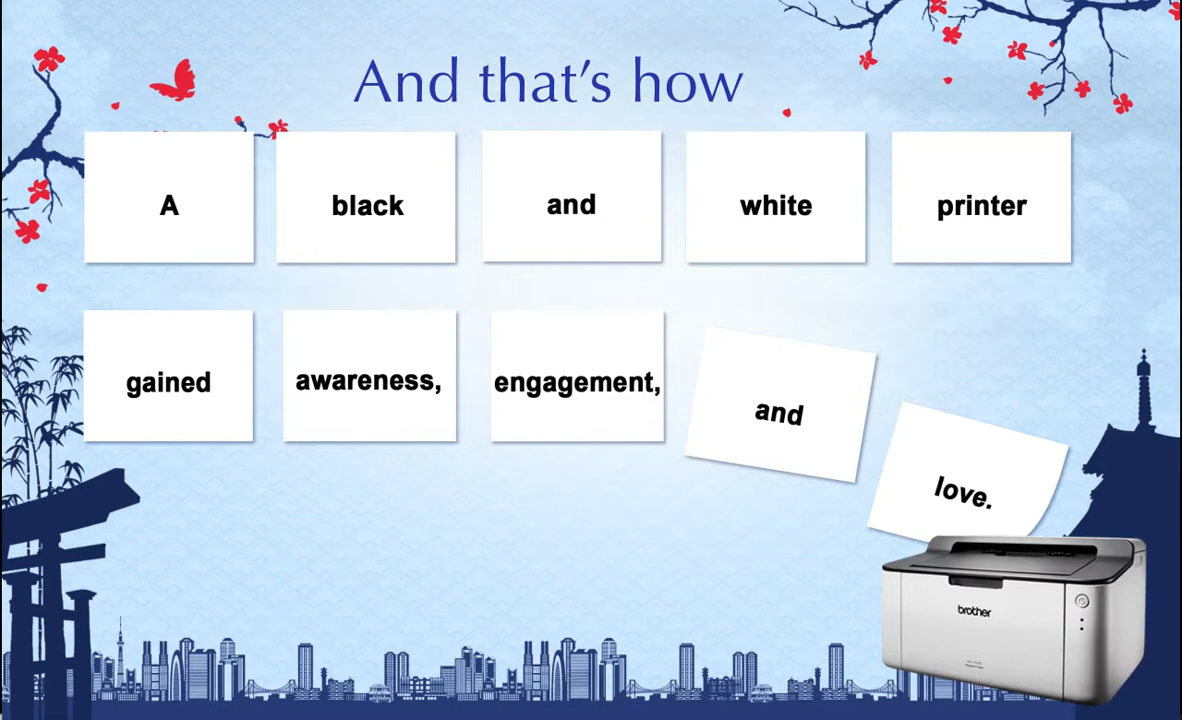 And that's how
A black and white printer
gained awareness, engagement, and love.
brother